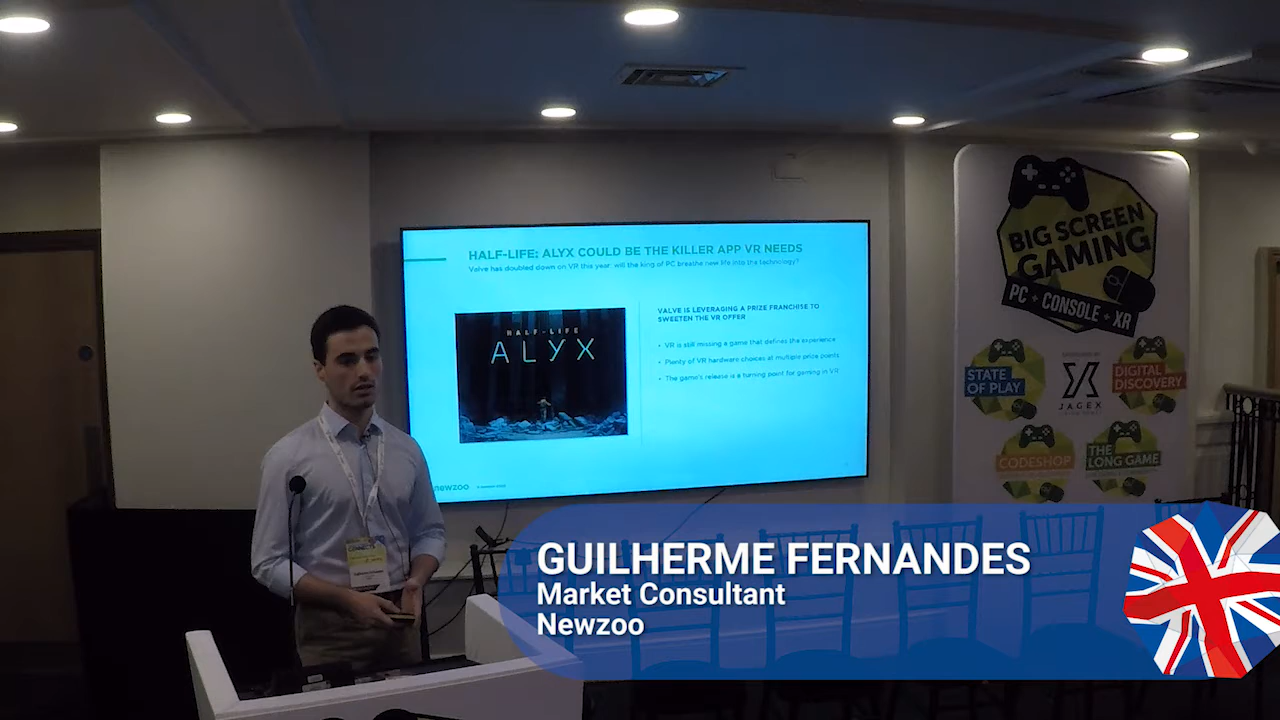 HALF-LIFE: ALYX COULD BE THE KILLER APP VR NEEDS
Valve has doubled down on VR this year: will the king of PC breathe new life into the technology?
HALF-LIFE
ALYX
VALVE IS LEVERAGING A PRIZE FRANCHISE TO
SWEETEN THE VR OFFER
• VR is still missing a game that defines the experience
• Plenty of VR hardware choices at multiple price points
• The game's release is a turning point for gaming in VR
newzoo
BIG SCREEN
GAMING
PC + CONSOLE + XR
STATE
OF PLAY
JAGEX
DIGITAL
DISCOVERY
CODESHOP
THE
LONG GAME
GUILHERME FERNANDES
Market Consultant
Newzoo